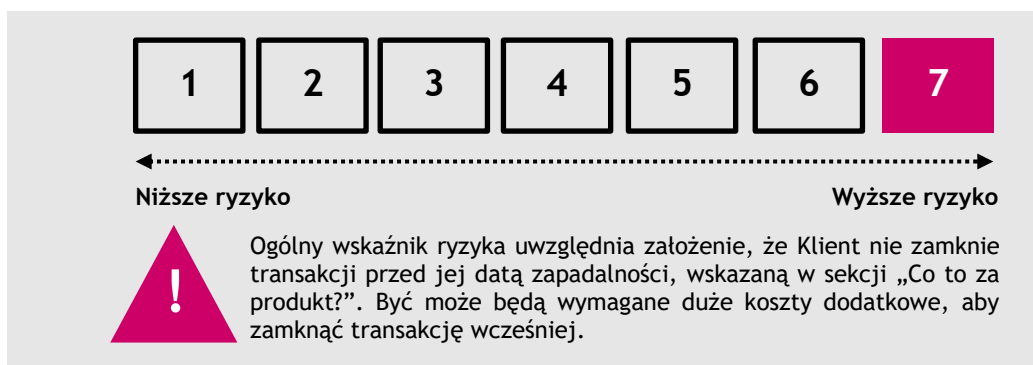 1 2 3 4 5 6 7
Niższe ryzyko Wyższe ryzyko
!
Ogólny wskaźnik ryzyka uwzględnia założenie, że Klient nie zamknie
transakcji przed jej datą zapadalności, wskazaną w sekcji „Co to za
produkt?”. Być może będą wymagane duże koszty dodatkowe, aby
zamknąć transakcję wcześniej.